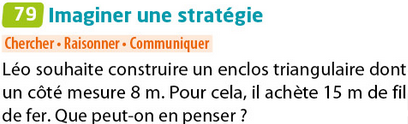 79 Imaginer une stratégie
Chercher • Raisonner • Communiquer
Léo souhaite construire un enclos triangulaire dont
un côté mesure 8 m. Pour cela, il achète 15 m de fil
de fer. Que peut-on en penser ?